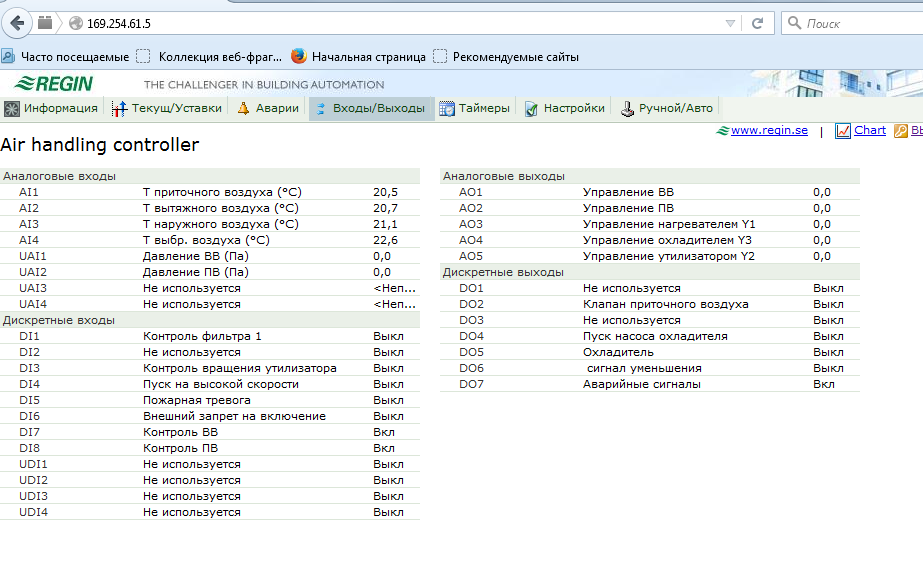 169.254.61.5
Поиск
Часто посещаемые Коллекция веб-фраг... Начальная страница Рекомендуемые сайты
REGIN THE CHALLENGER IN BUILDING AUTOMATION
Информация Текущ/Уставки Аварии Входы/Выходы Таймеры Настройки Ручной/Авто
www.regin.se | Chart
Air handling controller
Аналоговые входы
AI1 Т приточного воздуха (°C) 20,5
AI2 Т вытяжного воздуха (°C) 20,7
AI3 Т наружного воздуха (°C) 21,1
AI4 Т выбр. воздуха (°C) 22,6
UAI1 Давление ВВ (Па) 0,0
UAI2 Давление ПВ (Па) 0,0
UAI3 Не используется <Неп...
UAI4 Не используется <Неп...
Дискретные входы
DI1 Контроль фильтра 1 Выкл
DI2 Не используется Выкл
DI3 Контроль вращения утилизатора Выкл
DI4 Пуск на высокой скорости Выкл
DI5 Пожарная тревога Выкл
DI6 Внешний запрет на включение Выкл
DI7 Контроль ВВ Вкл
DI8 Контроль ПВ Вкл
UDI1 Не используется Выкл
UDI2 Не используется Выкл
UDI3 Не используется Выкл
UDI4 Не используется Выкл
Аналоговые выходы
AO1 Управление ВВ 0,0
AO2 Управление ПВ 0,0
AO3 Управление нагревателем Y1 0,0
AO4 Управление охладителем Y3 0,0
AO5 Управление утилизатором Y2 0,0
Дискретные выходы
DO1 Не используется Выкл
DO2 Клапан приточного воздуха Выкл
DO3 Не используется Выкл
DO4 Пуск насоса охладителя Выкл
DO5 Охладитель Выкл
DO6 сигнал уменьшения Выкл
DO7 Аварийные сигналы Вкл